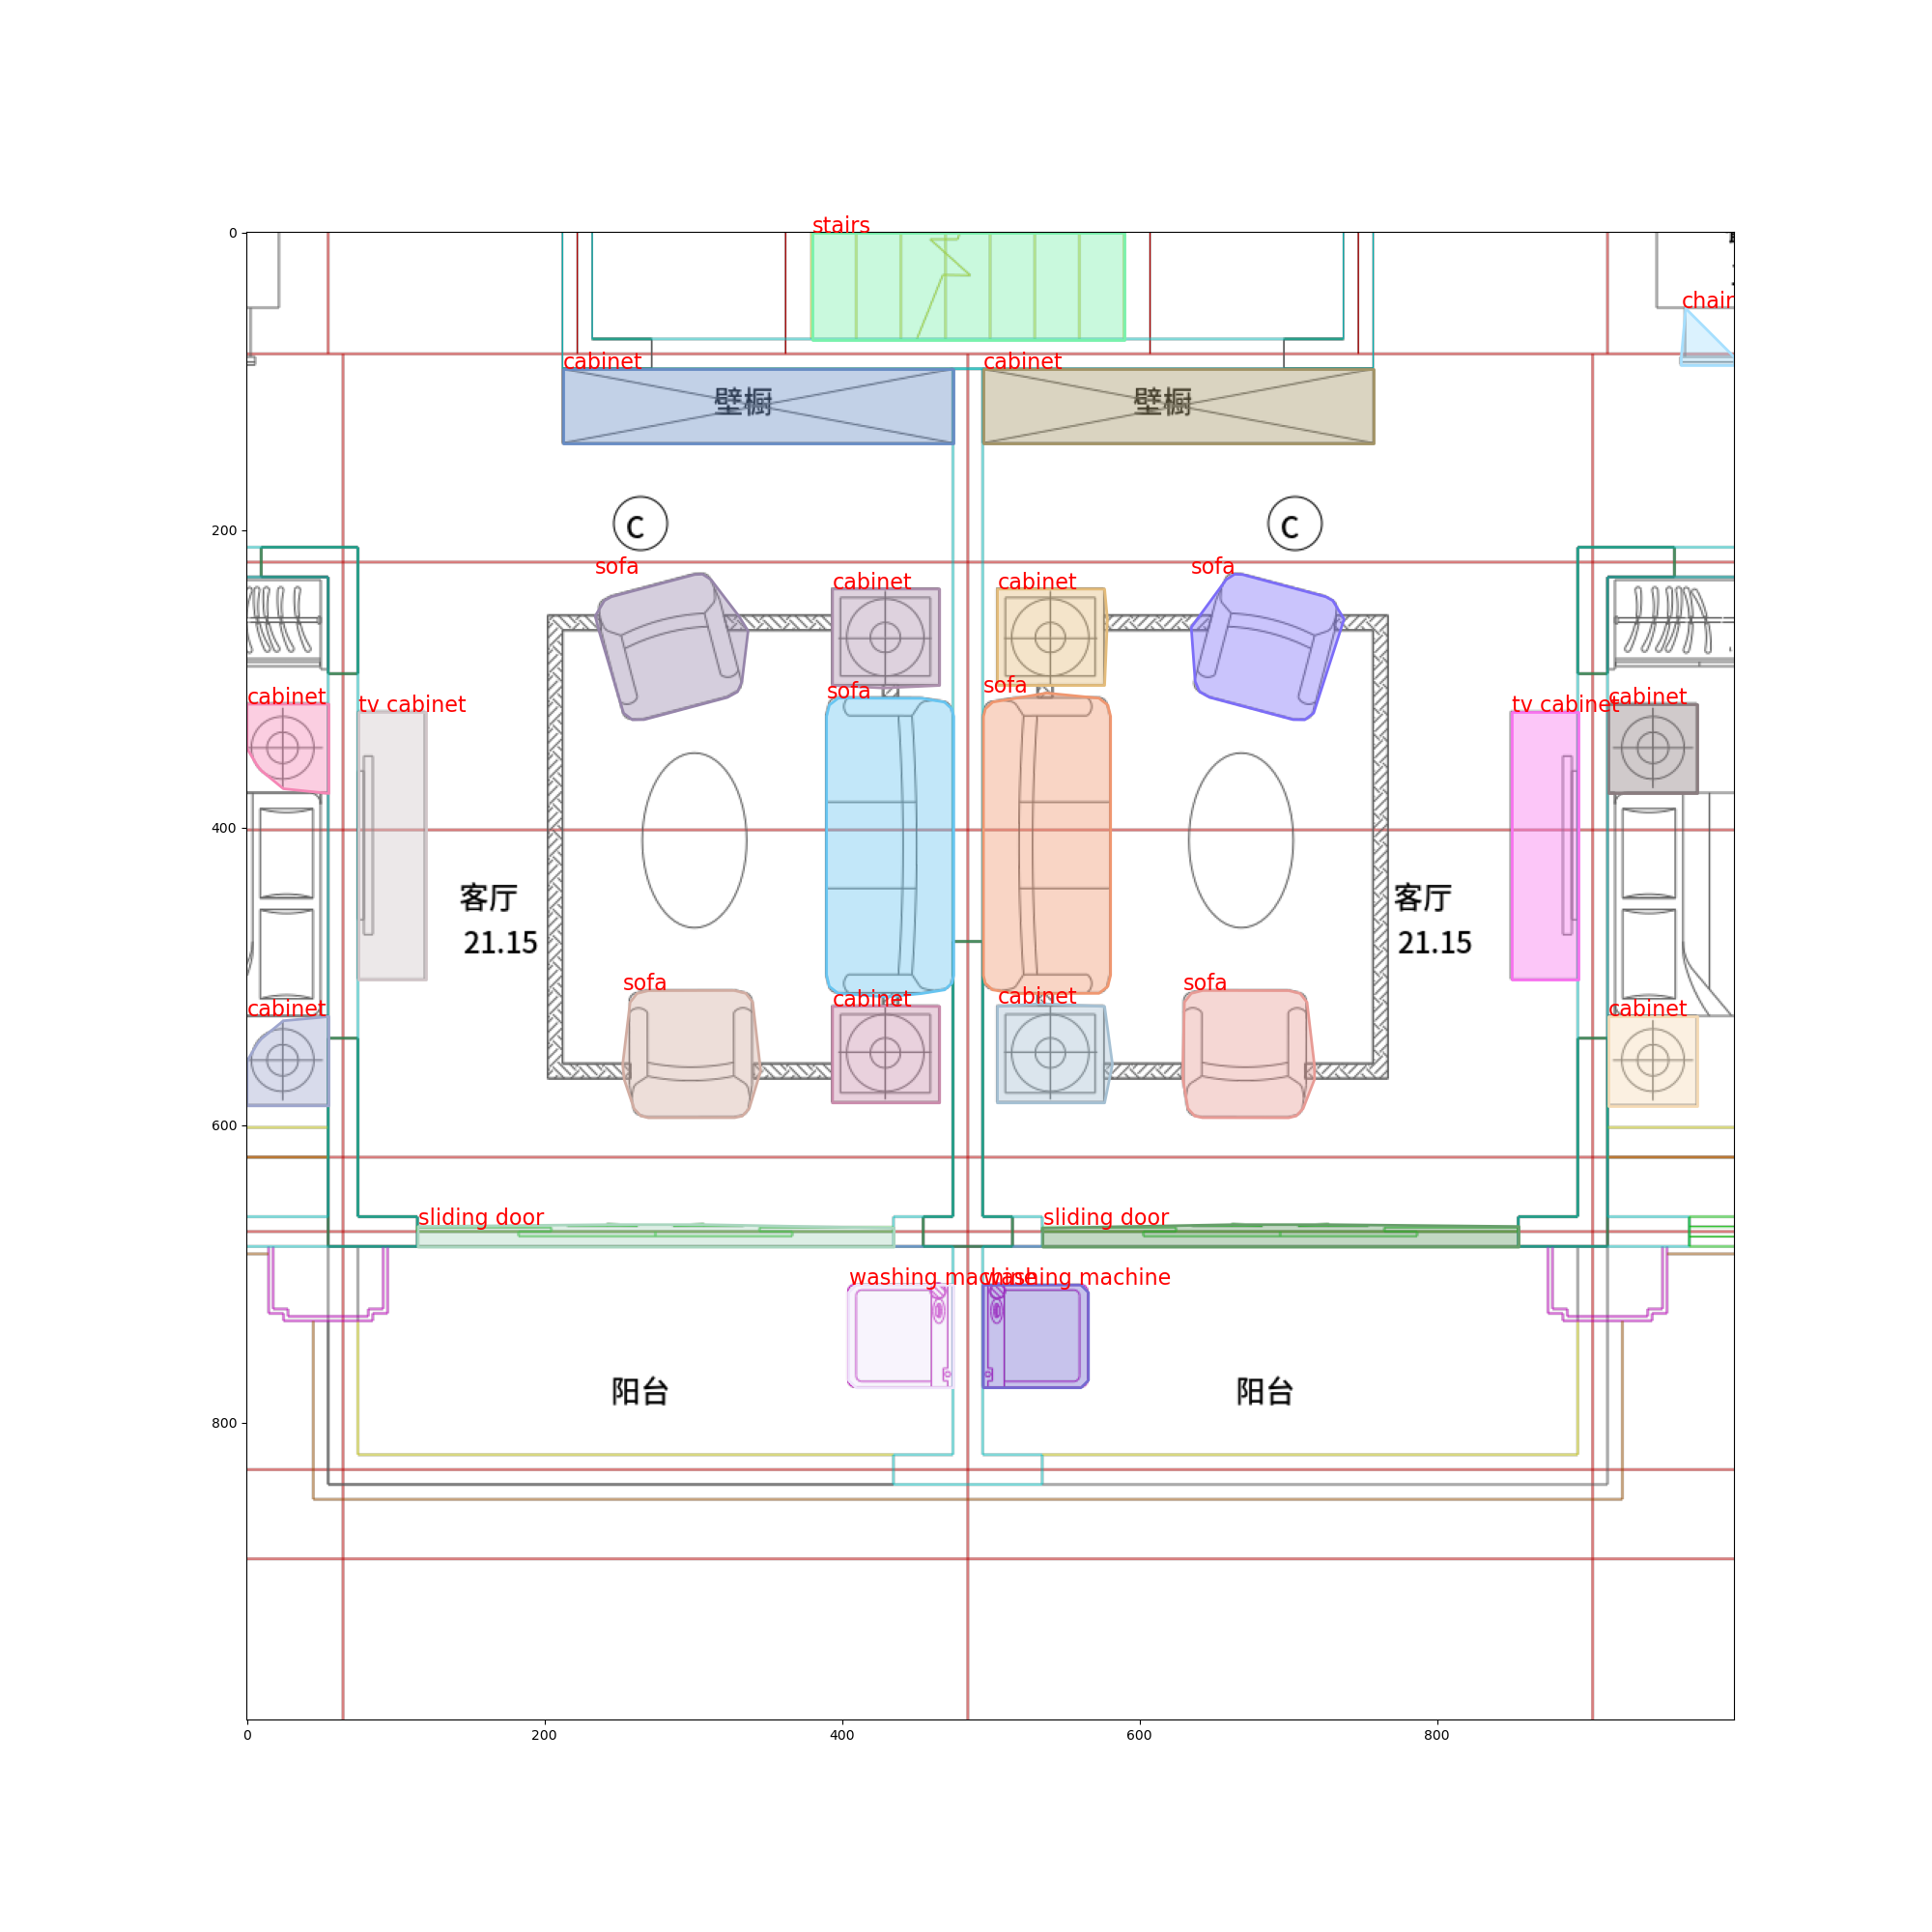 stairs
0
chair
cabinet
cabinet
壁橱
壁橱
200
C
C
sofa
sofa
cabinet
cabinet
cabinet
tv cabinet
sofa
sofa
tv cabinet
cabinet
400
客厅
21.15
客厅
21.15
sofa
sofa
cabinet
cabinet
cabinet
cabinet
600
sliding door
sliding door
washing machine
washing machine
阳台
阳台
800
0
200
400
600
800